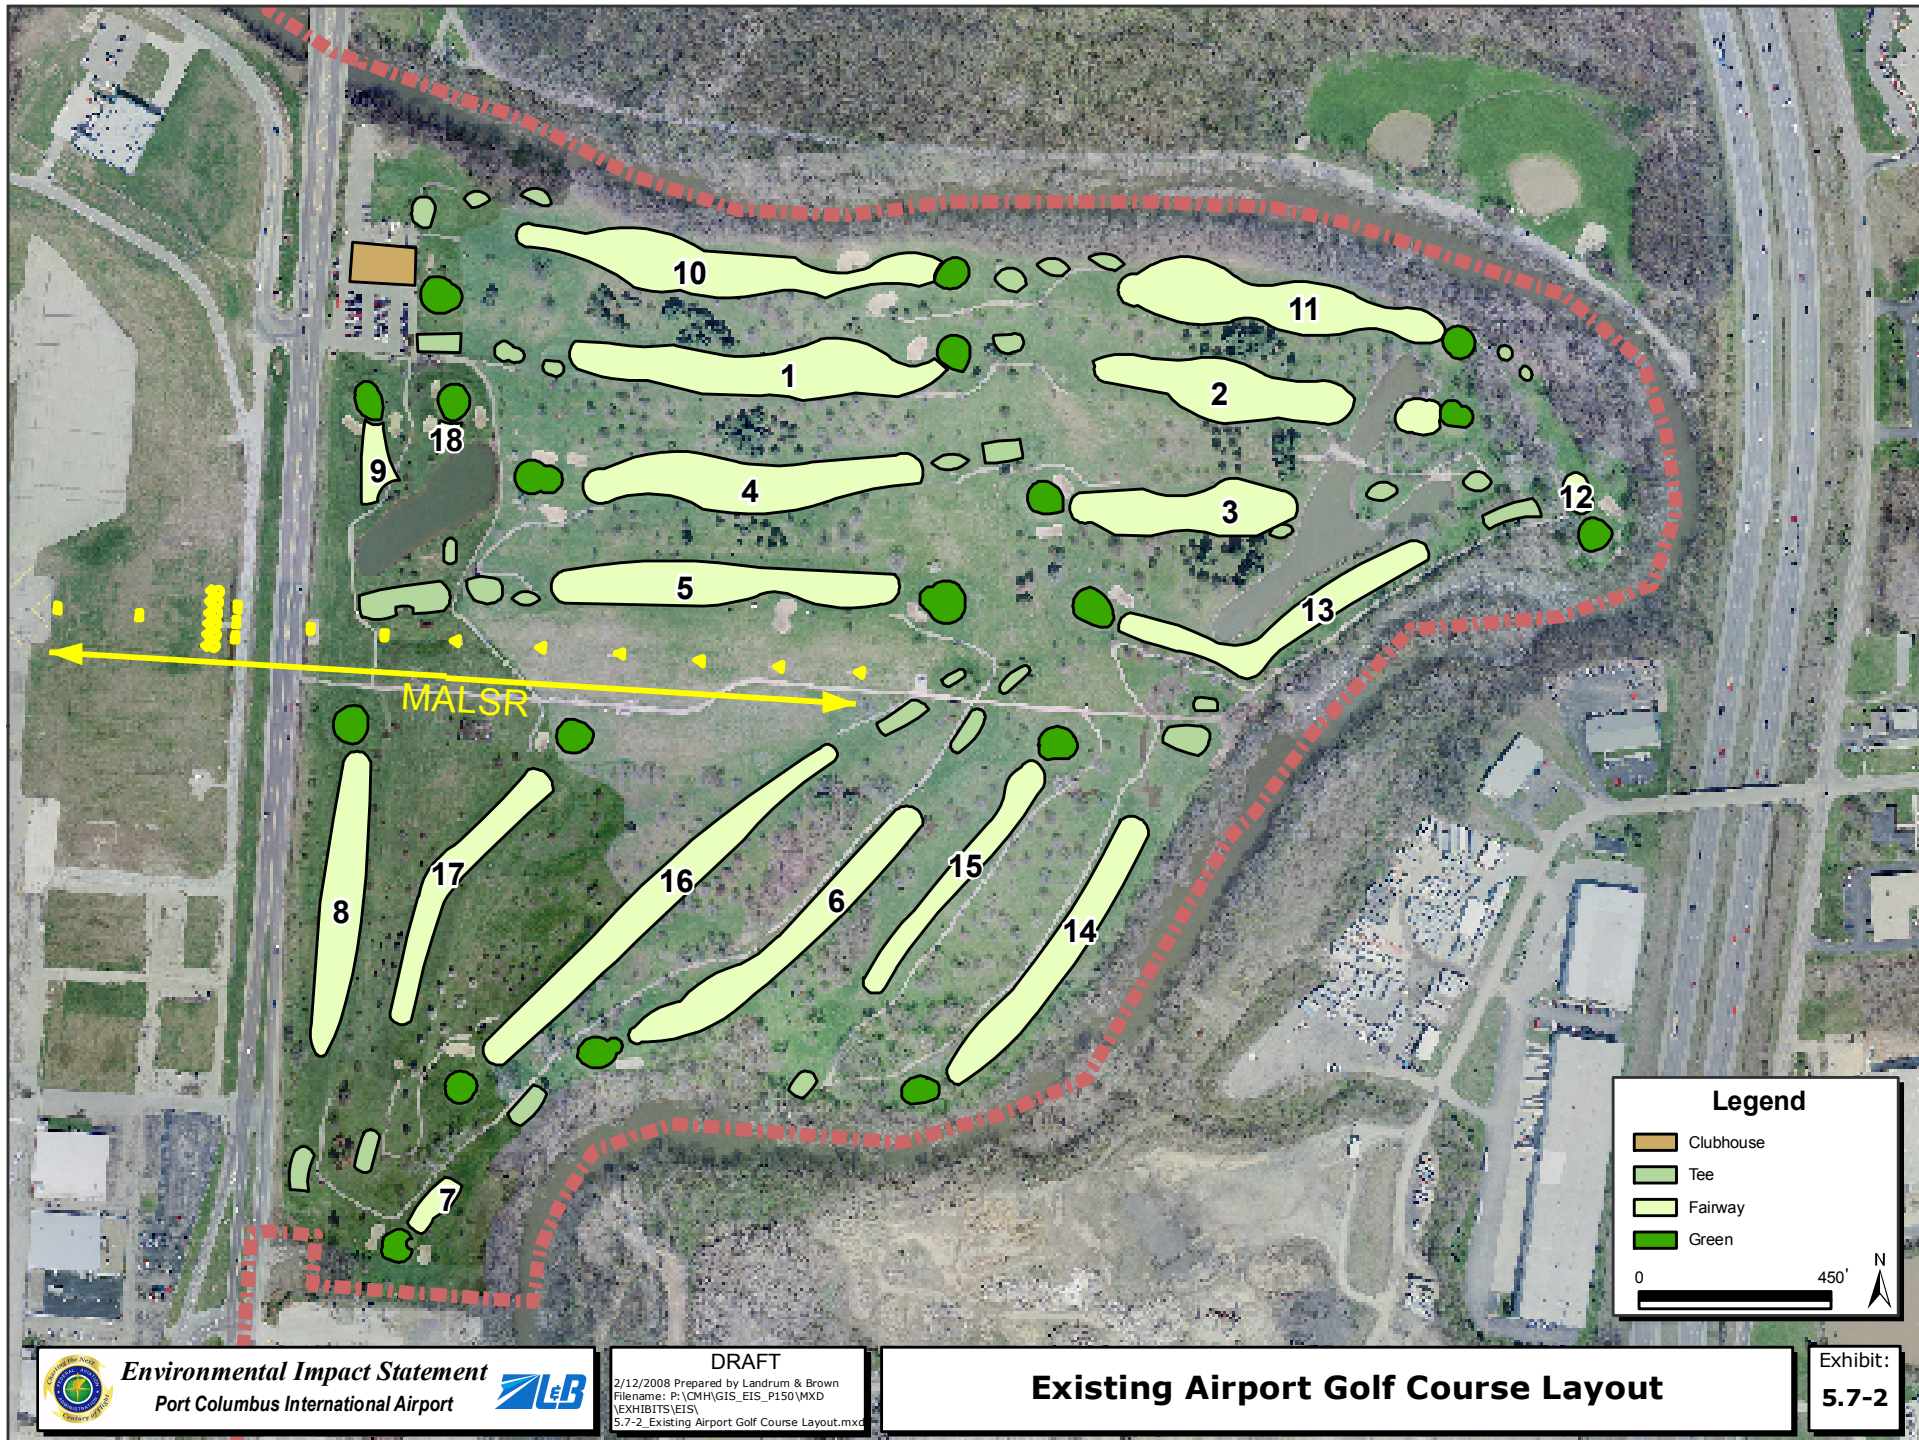 10
11
1
2
18
9
4
3
12
5
13
MALSR
17
16
15
8
6
14
7
Legend
Clubhouse
Tee
Fairway
Green
0 450'
N
Environmental Impact Statement
Port Columbus International Airport
L&B
DRAFT
2/12/2008 Prepared by Landrum & Brown
Filename: P:\CMH\GIS_EIS_P150\MXD
\EXHIBITS\EIS\
5.7-2_Existing Airport Golf Course Layout.mxd
Existing Airport Golf Course Layout
Exhibit:
5.7-2